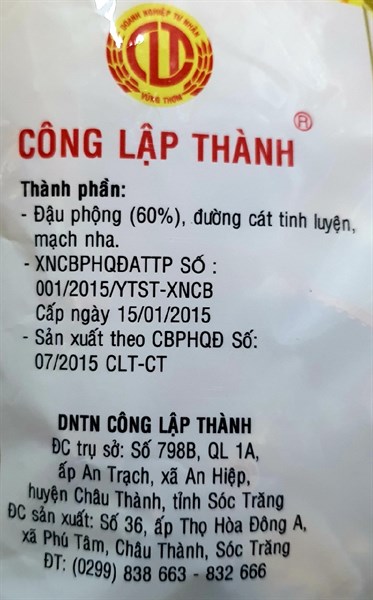 DOANH NGHIỆP TƯ NHÂN
CLT
VŨNG THƠM
CÔNG LẬP THÀNH ®
Thành phần:
- Đậu phộng (60%), đường cát tinh luyện,
mạch nha.
- XNCBPHQĐATTP SỐ :
001/2015/YTST-XNCB
Cấp ngày 15/01/2015
- Sản xuất theo CBPHQĐ Số:
07/2015 CLT-CT
DNTN CÔNG LẬP THÀNH
ĐC trụ sở: Số 798B, QL 1A,
ấp An Trạch, xã An Hiệp,
huyện Châu Thành, tỉnh Sóc Trăng
ĐC sản xuất: Số 36, ấp Thọ Hòa Đông A,
xã Phú Tâm, Châu Thành, Sóc Trăng
ĐT: (0299) 838 663 - 832 666